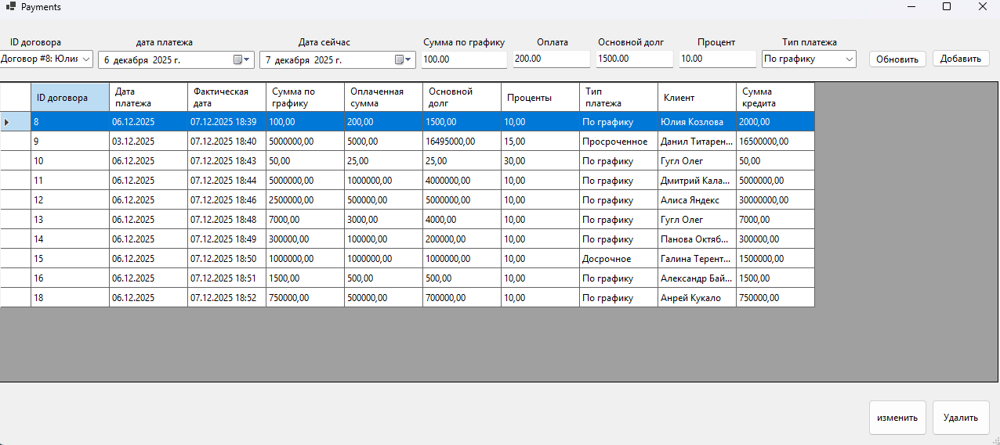 Payments
ID договора дата платежа Дата сейчас Сумма по графику Оплата Основной долг Процент Тип платежа
Договор #8: Юлия 6 декабря 2025 г. 7 декабря 2025 г. 100.00 200.00 1500.00 10.00 По графику Обновить Добавить
ID договора Дата платежа Фактическая дата Сумма по графику Оплаченная сумма Основной долг Проценты Тип платежа Клиент Сумма кредита
8 06.12.2025 07.12.2025 18:39 100,00 200,00 1500,00 10,00 По графику Юлия Козлова 2000,00
9 03.12.2025 07.12.2025 18:40 5000000,00 5000,00 16495000,00 15,00 Просроченное Данил Титарен... 16500000,00
10 06.12.2025 07.12.2025 18:43 50,00 25,00 25,00 30,00 По графику Гугл Олег 50,00
11 06.12.2025 07.12.2025 18:44 5000000,00 1000000,00 4000000,00 10,00 По графику Дмитрий Кала... 5000000,00
12 06.12.2025 07.12.2025 18:46 2500000,00 500000,00 5000000,00 10,00 По графику Алиса Яндекс 30000000,00
13 06.12.2025 07.12.2025 18:48 7000,00 3000,00 4000,00 10,00 По графику Гугл Олег 7000,00
14 06.12.2025 07.12.2025 18:49 300000,00 100000,00 200000,00 10,00 По графику Панова Октяб... 300000,00
15 06.12.2025 07.12.2025 18:50 1000000,00 1000000,00 1000000,00 10,00 Досрочное Галина Терент... 1500000,00
16 06.12.2025 07.12.2025 18:51 1500,00 500,00 500,00 10,00 По графику Александр Бай... 1500,00
18 06.12.2025 07.12.2025 18:52 750000,00 500000,00 700000,00 10,00 По графику Анрей Кукало 750000,00
изменить Удалить